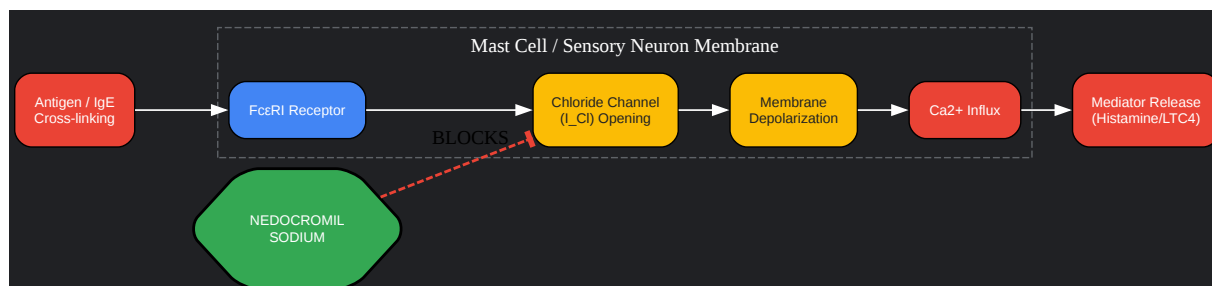 Mast Cell / Sensory Neuron Membrane
Antigen / IgE
Cross-linking
FcεRI Receptor
Chloride Channel
(I_Cl) Opening
Membrane
Depolarization
Ca2+ Influx
Mediator Release
(Histamine/LTC4)
BLOCKS
NEDOCROMIL
SODIUM